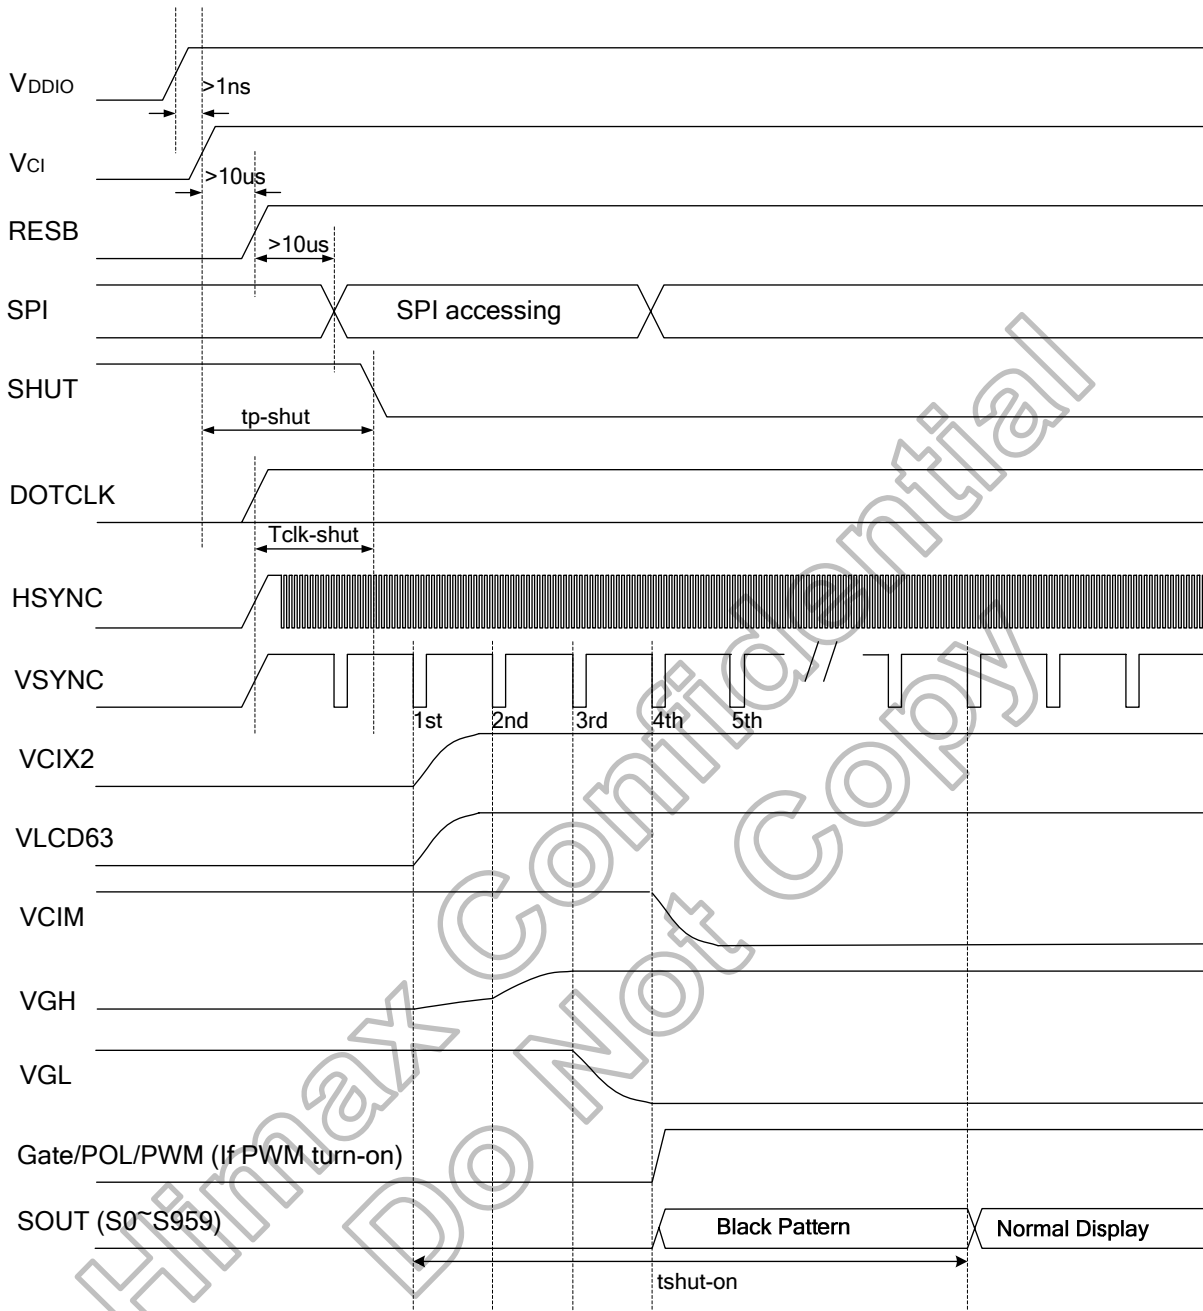 VDDIO
>1ns
VCI
>10us
RESB
>10us
SPI
SPI accessing
SHUT
tp-shut
DOTCLK
Tclk-shut
HSYNC
VSYNC
1st 2nd 3rd 4th 5th
VCIX2
VLCD63
VCIM
VGH
VGL
Gate/POL/PWM (If PWM turn-on)
SOUT (S0~S959)
Black Pattern
Normal Display
tshut-on
Himax Confidential
Do Not Copy